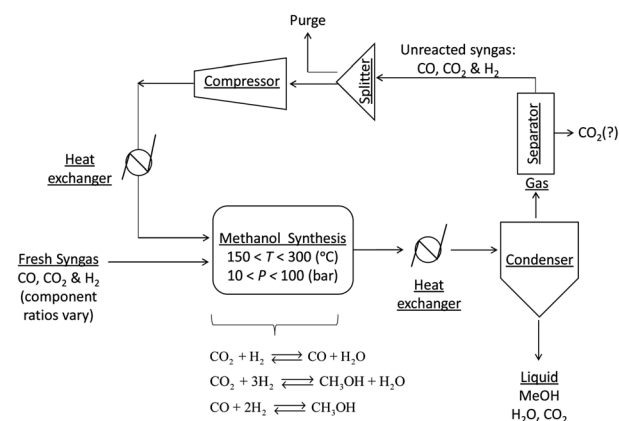 Purge
Unreacted syngas:
CO, CO₂ & H₂
Splitter
Compressor
Separator
CO₂(?)
Heat
exchanger
Gas
Methanol Synthesis
150 < T < 300 (°C)
10 < P < 100 (bar)
Condenser
Fresh Syngas
CO, CO₂ & H₂
(component
ratios vary)
Heat
exchanger
CO₂ + H₂ ⇄ CO + H₂O
CO₂ + 3H₂ ⇄ CH₃OH + H₂O
CO + 2H₂ ⇄ CH₃OH
Liquid
MeOH
H₂O, CO₂